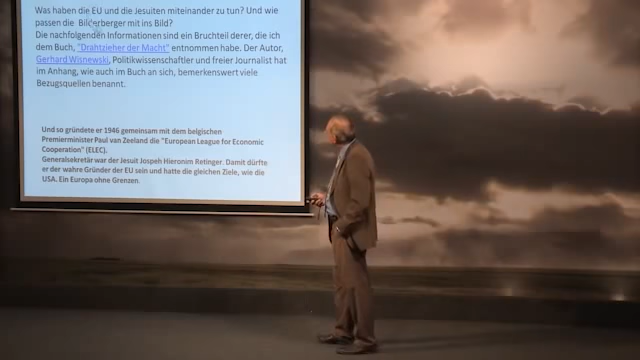 Was haben die EU und die Jesuiten miteinander zu tun? Und wie
passen die Bilderberger mit ins Bild?
Die nachfolgenden Informationen sind ein Bruchteil derer, die ich
dem Buch, "Drahtzieher der Macht" entnommen habe. Der Autor,
Gerhard Wisnewski, Politikwissenschaftler und freier Journalist hat
im Anhang, wie auch im Buch an sich, bemerkenswert viele
Bezugsquellen benannt.
Und so gründete er 1946 gemeinsam mit dem belgischen
Premierminister Paul van Zeeland die "European League for Economic
Cooperation" (ELEC).
Generalsekretär war der Jesuit Jospeh Hieronim Retinger. Damit dürfte
er der wahre Gründer der EU sein und hatte die gleichen Ziele, wie die
USA. Ein Europa ohne Grenzen.